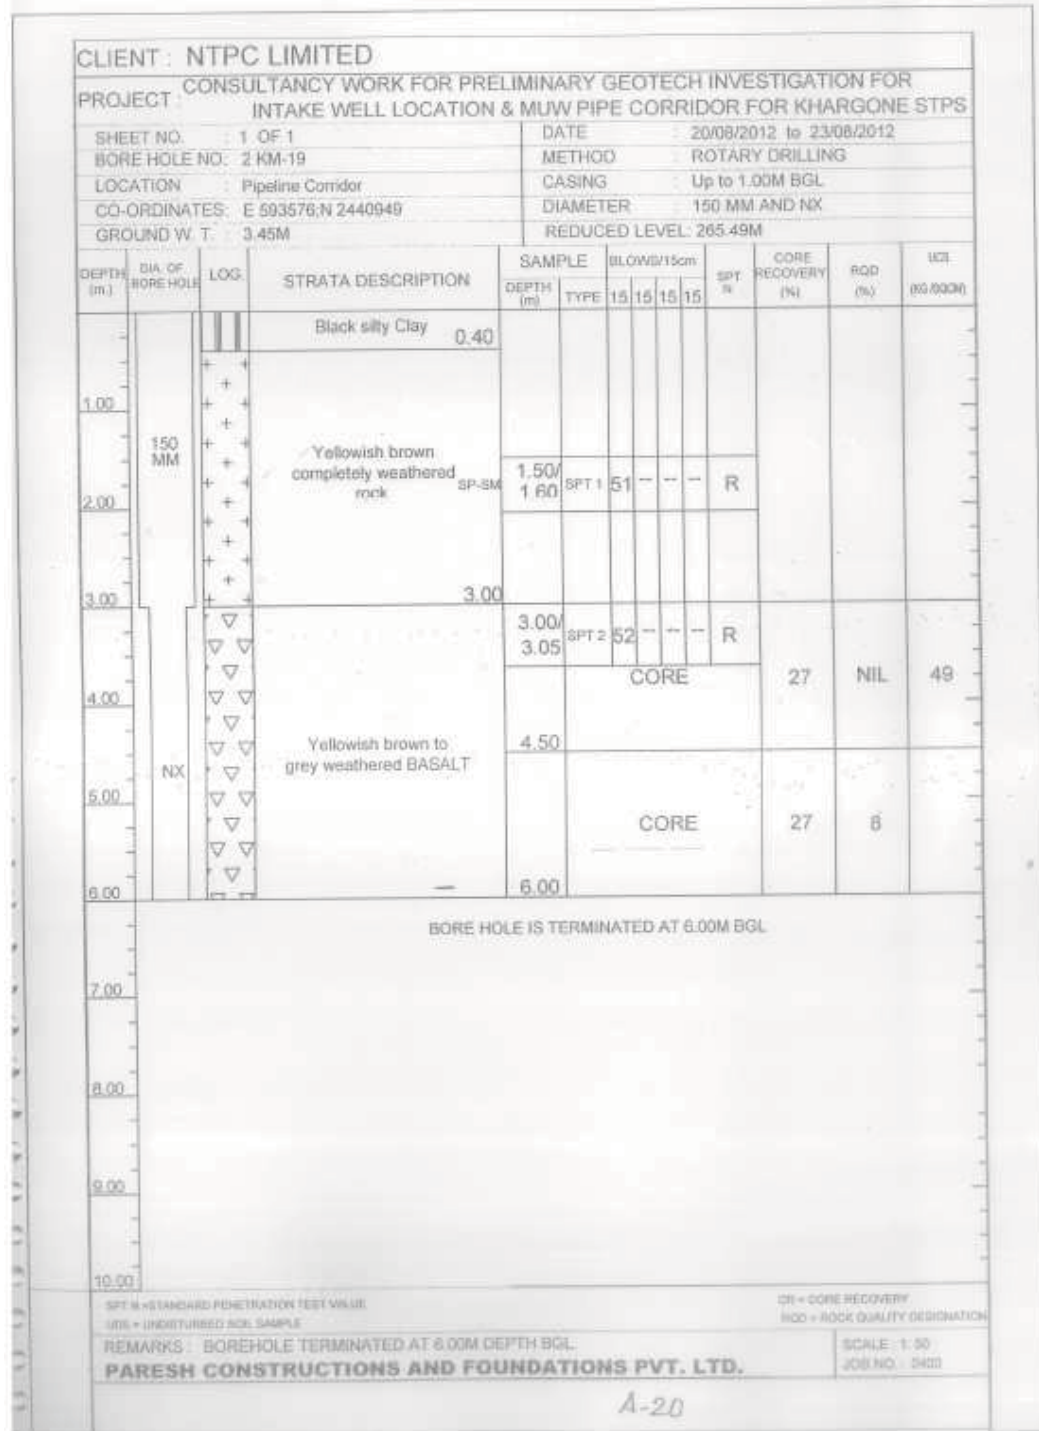 CLIENT : NTPC LIMITED
PROJECT : CONSULTANCY WORK FOR PRELIMINARY GEOTECH INVESTIGATION FOR
INTAKE WELL LOCATION & MUW PIPE CORRIDOR FOR KHARGONE STPS
SHEET NO. : 1 OF 1 DATE : 20/08/2012 to 23/08/2012
BORE HOLE NO: 2 KM-19 METHOD : ROTARY DRILLING
LOCATION : Pipeline Corridor CASING : Up to 1.00M BGL
CO-ORDINATES: E 593576;N 2440949 DIAMETER : 150 MM AND NX
GROUND W. T. : 3.45M REDUCED LEVEL: 265.49M
DEPTH (m.) DIA. OF BORE HOLE LOG. STRATA DESCRIPTION SAMPLE BLOWS/15cm SPT N CORE RECOVERY (%) RQD (%) UCS (KG./SQCM)
DEPTH (m) TYPE 15 15 15 15
Black silty Clay 0.40
1.00
150 MM
Yellowish brown
completely weathered SP-SM
rock
1.50/ 1.60 SPT 1 51 -- -- -- R
2.00
3.00
3.00
3.00/ 3.05 SPT 2 52 -- -- -- R
CORE 27 NIL 49
4.00
4.50
Yellowish brown to
grey weathered BASALT
NX
5.00
CORE 27 8
6.00
6.00
BORE HOLE IS TERMINATED AT 6.00M BGL
7.00
8.00
9.00
10.00
SPT N =STANDARD PENETRATION TEST VALUE CR = CORE RECOVERY
UDS = UNDISTURBED SOIL SAMPLE RQD = ROCK QUALITY DESIGNATION
REMARKS : BOREHOLE TERMINATED AT 6.00M DEPTH BGL SCALE : 1: 50
PARESH CONSTRUCTIONS AND FOUNDATIONS PVT. LTD. JOB NO. :
A-20